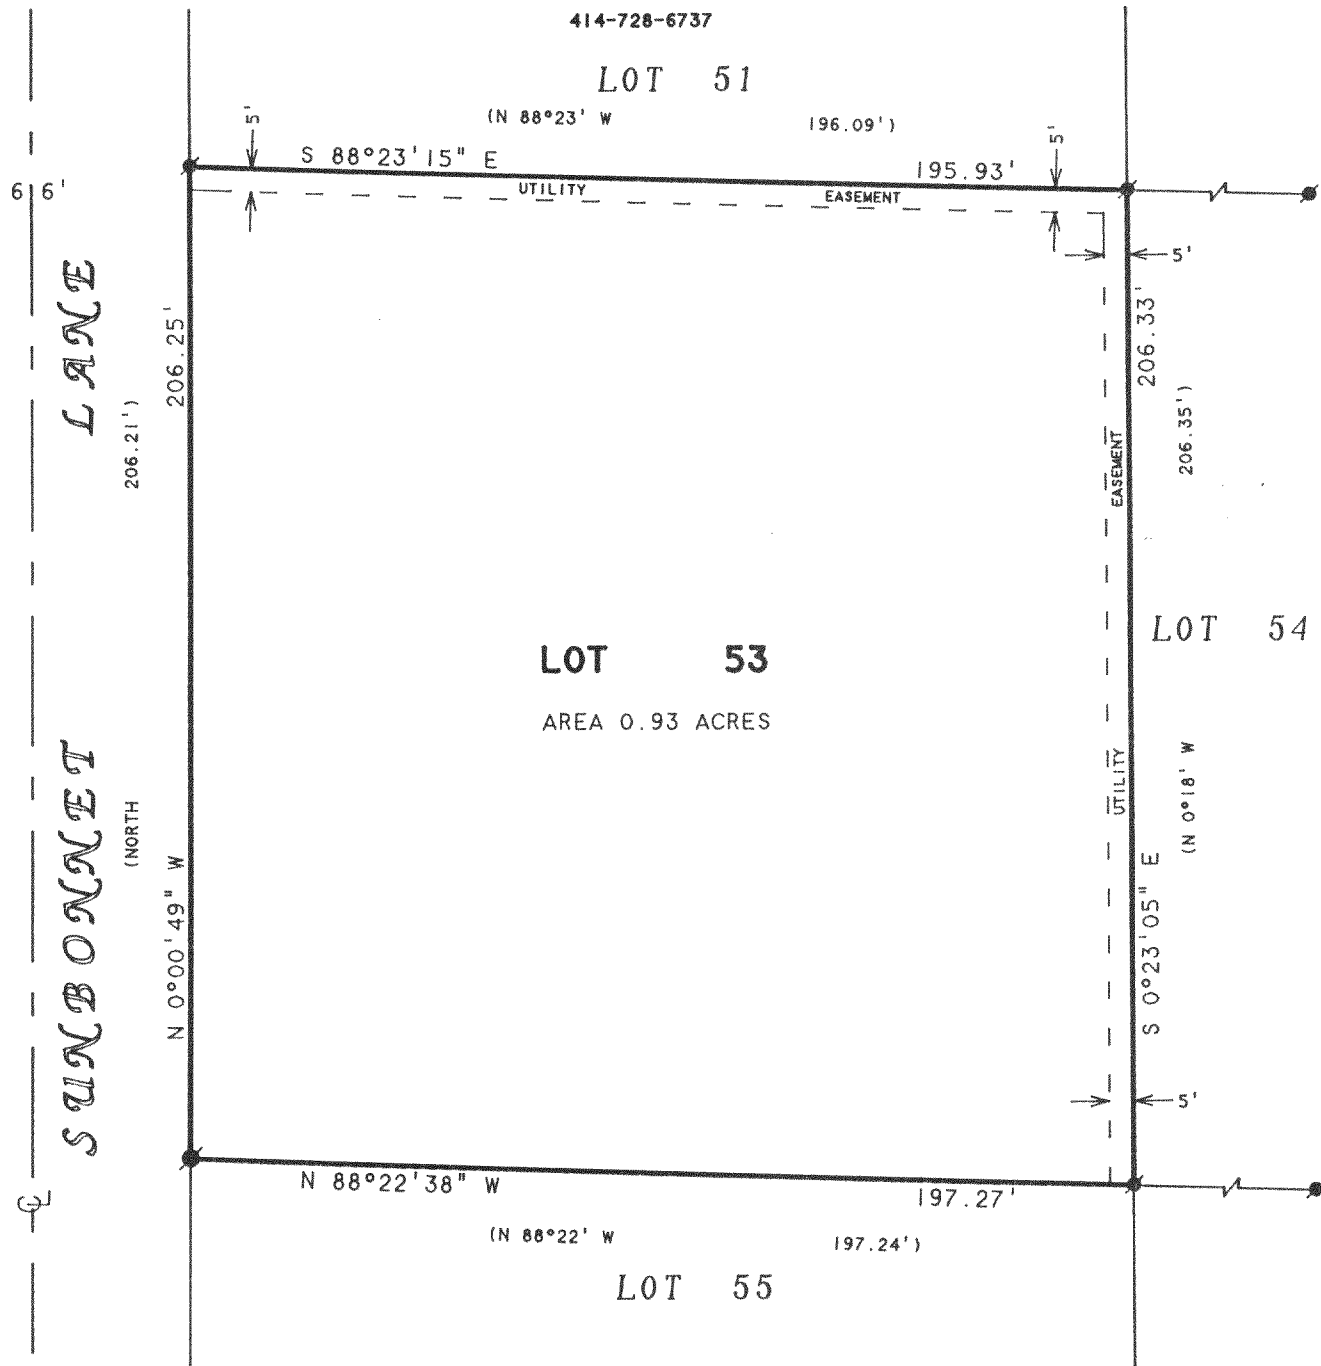 414-728-6737
LOT 51
(N 88°23' W 196.09')
5'
5'
S 88°23'15" E 195.93'
66'
UTILITY EASEMENT
5'
SUNBONNET LANE
(NORTH 206.21')
N 0°00'49" W 206.25'
S 0°23'05" E 206.33'
(N 0°18' W 206.35')
UTILITY EASEMENT
LOT 54
LOT 53
AREA 0.93 ACRES
5'
N 88°22'38" W 197.27'
℄
(N 88°22' W 197.24')
LOT 55